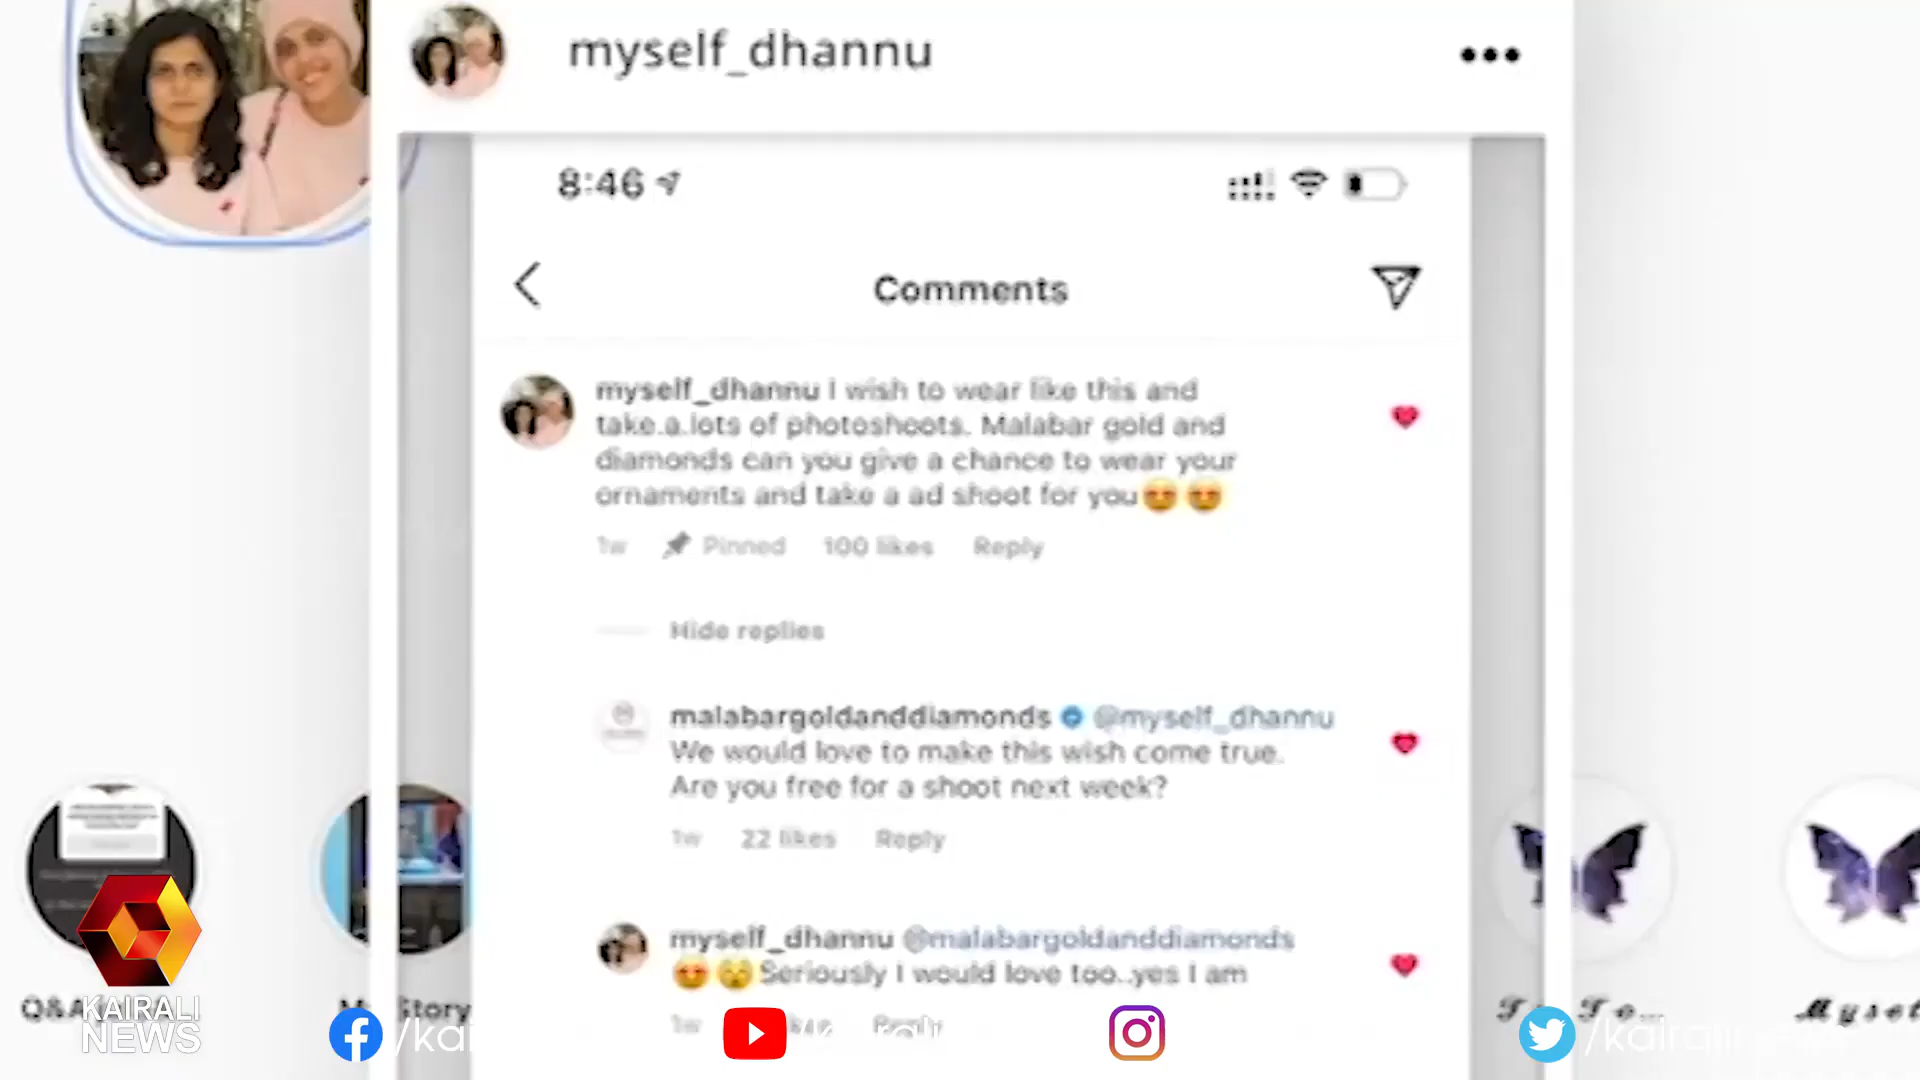 myself_dhannu
8:46
Comments
myself_dhannu I wish to wear like this and
take.a.lots of photoshoots. Malabar gold and
diamonds can you give a chance to wear your
ornaments and take a ad shoot for you😍😍
1w Pinned 100 likes Reply
Hide replies
malabargoldanddiamonds @myself_dhannu
We would love to make this wish come true.
Are you free for a shoot next week?
1w 22 likes Reply
myself_dhannu @malabargoldanddiamonds
Seriously I would love too..yes I am
1w Reply
Story
KAIRALI
NEWS